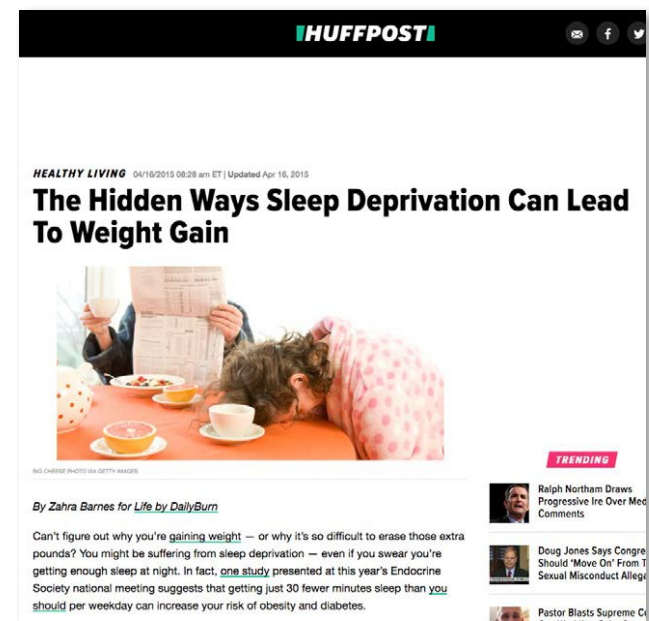 HUFFPOST
HEALTHY LIVING 04/16/2015 08:28 am ET | Updated Apr 16, 2015
The Hidden Ways Sleep Deprivation Can Lead
To Weight Gain
BIG CHEESE PHOTO VIA GETTY IMAGES
TRENDING
Ralph Northam Draws
Progressive Ire Over
Comments
By Zahra Barnes for Life by DailyBurn
Can't figure out why you're gaining weight — or why it's so difficult to erase those extra
pounds? You might be suffering from sleep deprivation — even if you swear you're
getting enough sleep at night. In fact, one study presented at this year's Endocrine
Society national meeting suggests that getting just 30 fewer minutes sleep than you
should per weekday can increase your risk of obesity and diabetes.
Doug Jones Says
Should 'Move On' From
Sexual Misconduct
Pastor Blasts Supreme